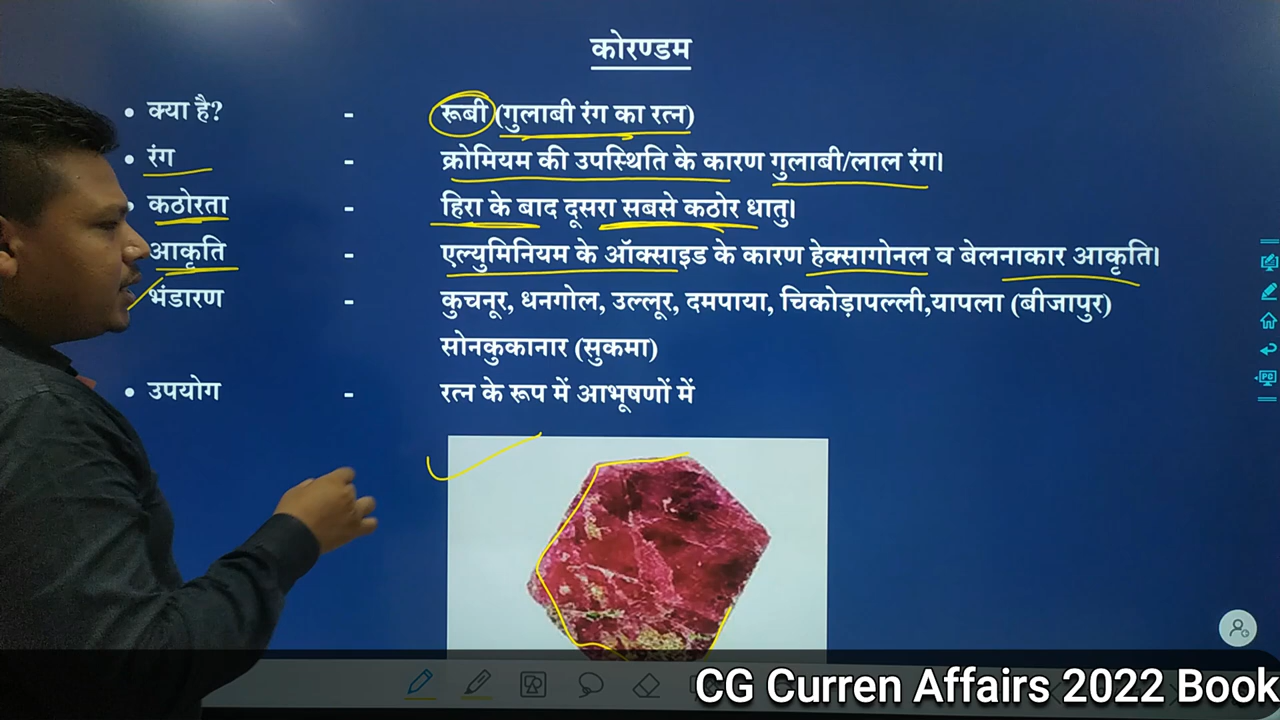 कोरण्डम
• क्या है? - रूबी (गुलाबी रंग का रत्न)
• रंग - क्रोमियम की उपस्थिति के कारण गुलाबी/लाल रंग।
• कठोरता - हिरा के बाद दूसरा सबसे कठोर धातु।
आकृति - एल्युमिनियम के ऑक्साइड के कारण हेक्सागोनल व बेलनाकार आकृति।
भंडारण - कुचनूर, धनगोल, उल्लूर, दमपाया, चिकोड़ापल्ली,यापला (बीजापुर)
सोनकुकानार (सुकमा)
• उपयोग - रत्न के रूप में आभूषणों में
PC
CG Curren Affairs 2022 Book